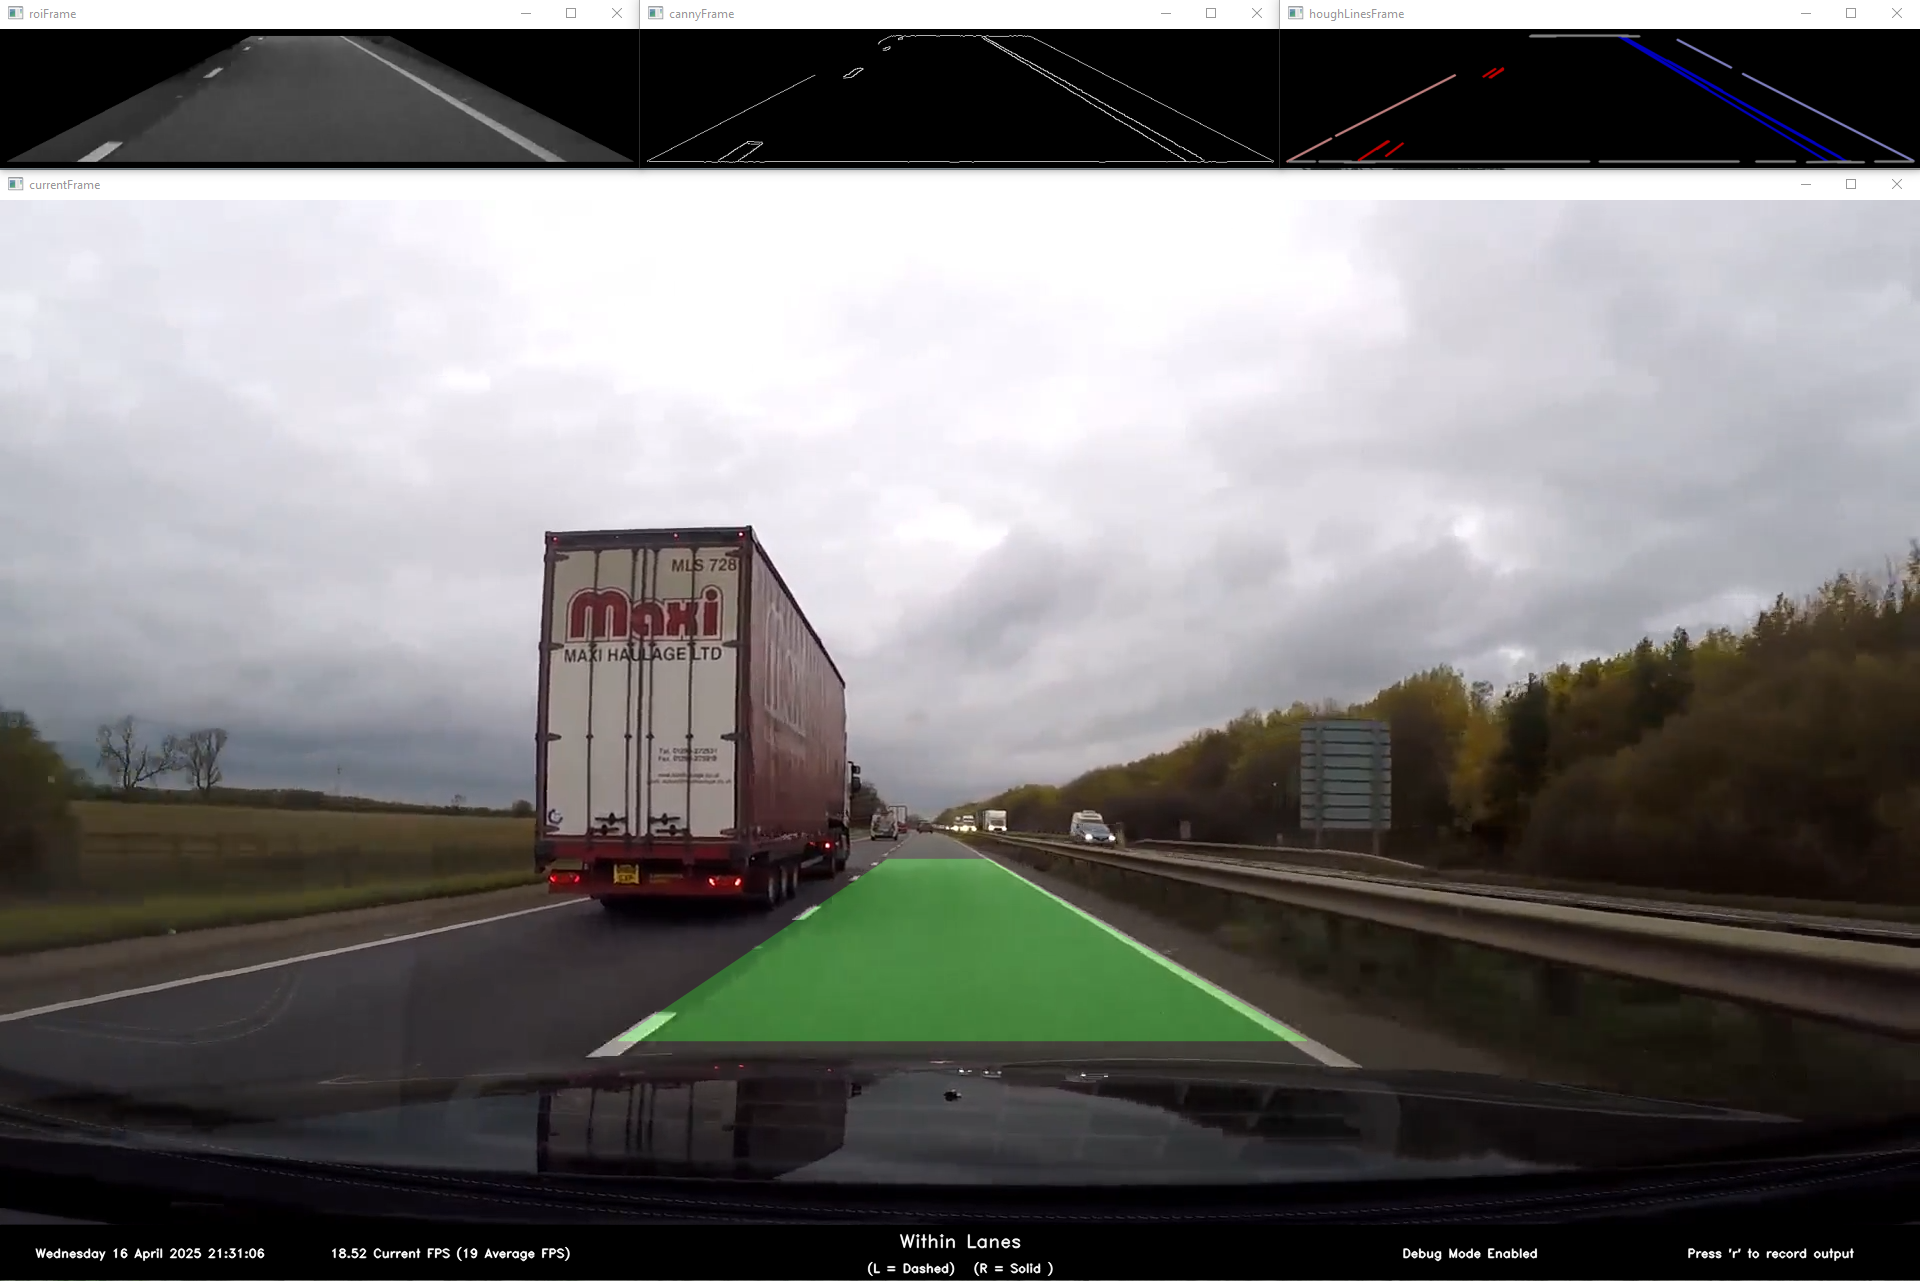 roiFrame
cannyFrame
houghLinesFrame
currentFrame
MLS 728
Maxi
MAXI HAULAGE LTD
Wednesday 16 April 2025 21:31:06
18.52 Current FPS (19 Average FPS)
Within Lanes
(L = Dashed) (R = Solid )
Debug Mode Enabled
Press 'r' to record output